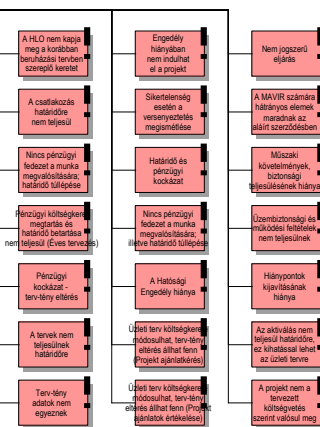 A HLO nem kapja
meg a korábban
beruházási tervben
szereplő keretet
A csatlakozás
határidőre
nem teljesül
Nincs pénzügyi
fedezet a munka
megvalósítására;
határidő túllépése
Pénzügyi költségkeret
megtartás és
határidő betartása
nem teljesül (Éves tervezés)
Pénzügyi
kockázat -
terv-tény eltérés
A tervek nem
teljesülnek
határidőre
Terv-tény
adatok nem
egyeznek
Engedély
hiányában
nem indulhat
el a projekt
Sikertelenség
esetén a
versenyeztetés
megismétlése
Határidő és
pénzügyi
kockázat
Nincs pénzügyi
fedezet a munka
megvalósítására;
illetve határidő túllépése
A Hatósági
Engedély hiánya
Üzleti terv költségkerete
módosulhat, terv-tény
eltérés állhat fenn
(Projekt ajánlatkérés)
Üzleti terv költségkerete
módosulhat, terv-tény
eltérés állhat fenn (Projekt
ajánlatok értékelése)
Nem jogszerű
eljárás
A MAVIR számára
hátrányos elemek
maradnak az
aláírt szerződésben
Műszaki
követelmények,
biztonsági
teljesülésének hiánya
Üzembiztonsági és
működési feltételek
nem teljesülnek
Hiánypontok
kijavításának
hiánya
Az aktiválás nem
teljesül határidőre,
ez kihatással lehet
az üzleti tervre
A projekt nem a
tervezett
költségvetés
szerint valósul meg